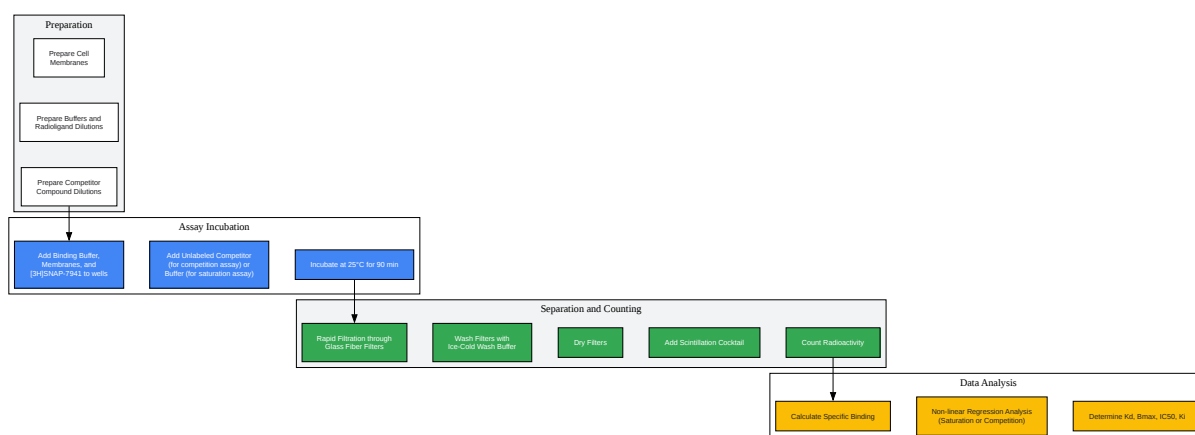 Preparation
Prepare Cell
Membranes
Prepare Buffers and
Radioligand Dilutions
Prepare Competitor
Compound Dilutions
Assay Incubation
Add Binding Buffer,
Membranes, and
[3H]SNAP-7941 to wells
Add Unlabeled Competitor
(for competition assay) or
Buffer (for saturation assay)
Incubate at 25°C for 90 min
Separation and Counting
Rapid Filtration through
Glass Fiber Filters
Wash Filters with
Ice-Cold Wash Buffer
Dry Filters
Add Scintillation Cocktail
Count Radioactivity
Data Analysis
Calculate Specific Binding
Non-linear Regression Analysis
(Saturation or Competition)
Determine Kd, Bmax, IC50, Ki